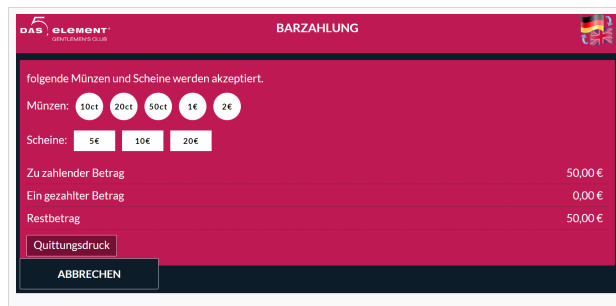 DAS 5 ELEMENT'
GENTLEMEN'S CLUB
BARZAHLUNG
folgende Münzen und Scheine werden akzeptiert.
Münzen: 10ct 20ct 50ct 1€ 2€
Scheine: 5€ 10€ 20€
Zu zahlender Betrag 50,00 €
Ein gezahlter Betrag 0,00 €
Restbetrag 50,00 €
Quittungsdruck
ABBRECHEN